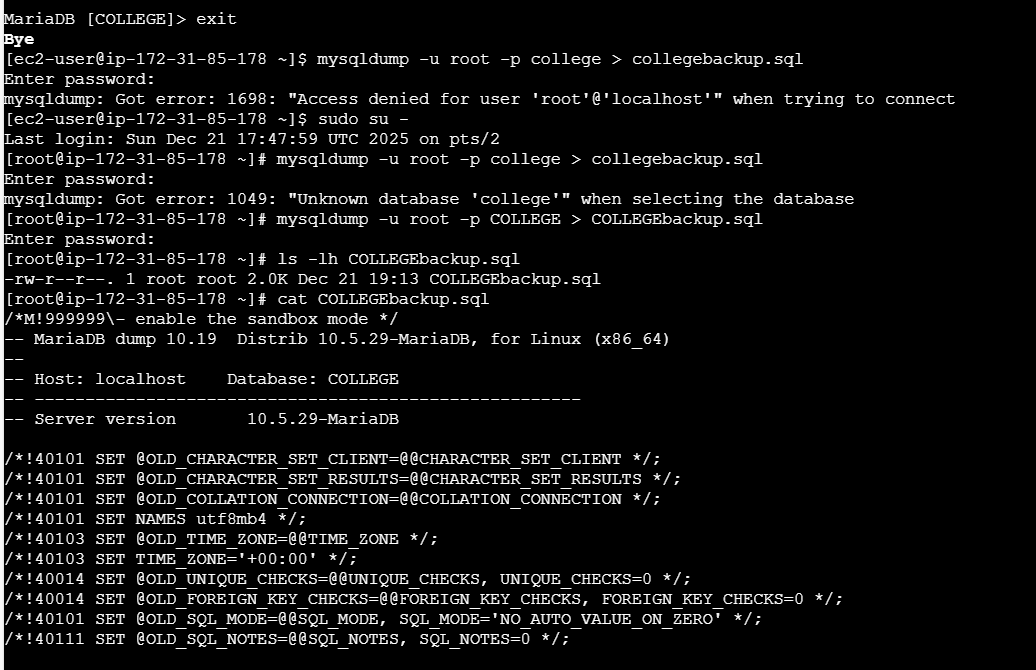 MariaDB [COLLEGE]> exit
Bye
[ec2-user@ip-172-31-85-178 ~]$ mysqldump -u root -p college > collegebackup.sql
Enter password:
mysqldump: Got error: 1698: "Access denied for user 'root'@'localhost'" when trying to connect
[ec2-user@ip-172-31-85-178 ~]$ sudo su -
Last login: Sun Dec 21 17:47:59 UTC 2025 on pts/2
[root@ip-172-31-85-178 ~]# mysqldump -u root -p college > collegebackup.sql
Enter password:
mysqldump: Got error: 1049: "Unknown database 'college'" when selecting the database
[root@ip-172-31-85-178 ~]# mysqldump -u root -p COLLEGE > COLLEGEbackup.sql
Enter password:
[root@ip-172-31-85-178 ~]# ls -lh COLLEGEbackup.sql
-rw-r--r--. 1 root root 2.0K Dec 21 19:13 COLLEGEbackup.sql
[root@ip-172-31-85-178 ~]# cat COLLEGEbackup.sql
/*M!999999\- enable the sandbox mode */
-- MariaDB dump 10.19  Distrib 10.5.29-MariaDB, for Linux (x86_64)
--
-- Host: localhost    Database: COLLEGE
-- ------------------------------------------------------
-- Server version       10.5.29-MariaDB
/*!40101 SET @OLD_CHARACTER_SET_CLIENT=@@CHARACTER_SET_CLIENT */;
/*!40101 SET @OLD_CHARACTER_SET_RESULTS=@@CHARACTER_SET_RESULTS */;
/*!40101 SET @OLD_COLLATION_CONNECTION=@@COLLATION_CONNECTION */;
/*!40101 SET NAMES utf8mb4 */;
/*!40103 SET @OLD_TIME_ZONE=@@TIME_ZONE */;
/*!40103 SET TIME_ZONE='+00:00' */;
/*!40014 SET @OLD_UNIQUE_CHECKS=@@UNIQUE_CHECKS, UNIQUE_CHECKS=0 */;
/*!40014 SET @OLD_FOREIGN_KEY_CHECKS=@@FOREIGN_KEY_CHECKS, FOREIGN_KEY_CHECKS=0 */;
/*!40101 SET @OLD_SQL_MODE=@@SQL_MODE, SQL_MODE='NO_AUTO_VALUE_ON_ZERO' */;
/*!40111 SET @OLD_SQL_NOTES=@@SQL_NOTES, SQL_NOTES=0 */;